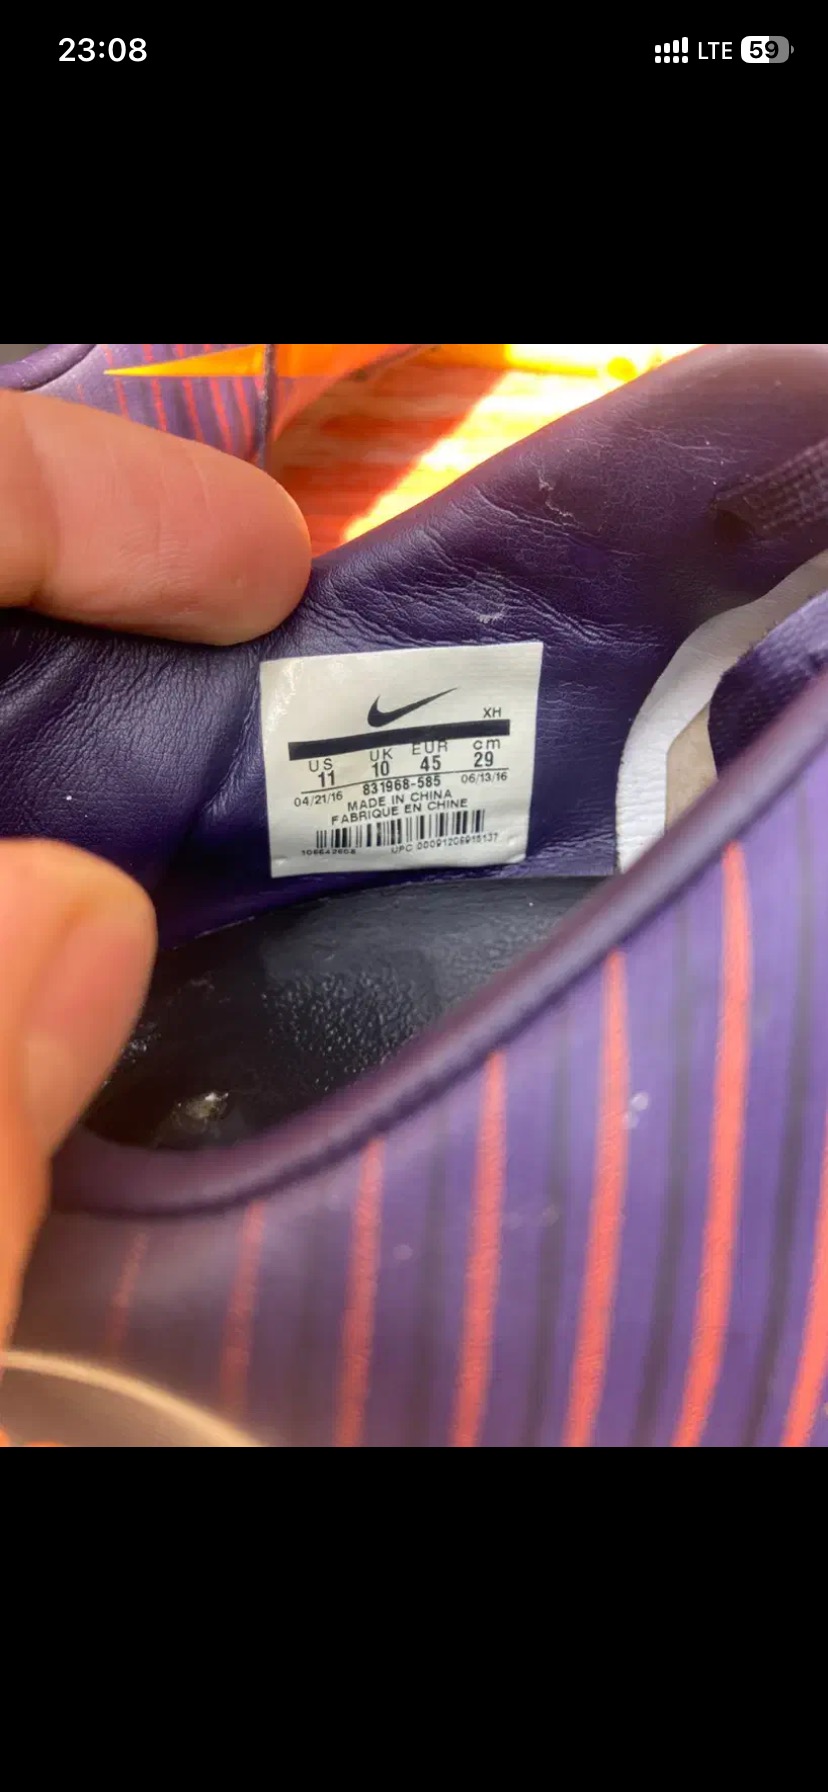 23:08
LTE 59
XH
US UK EUR cm
11 10 45 29
04/21/16 831968-585 06/13/16
MADE IN CHINA
FABRIQUE EN CHINE
UPC